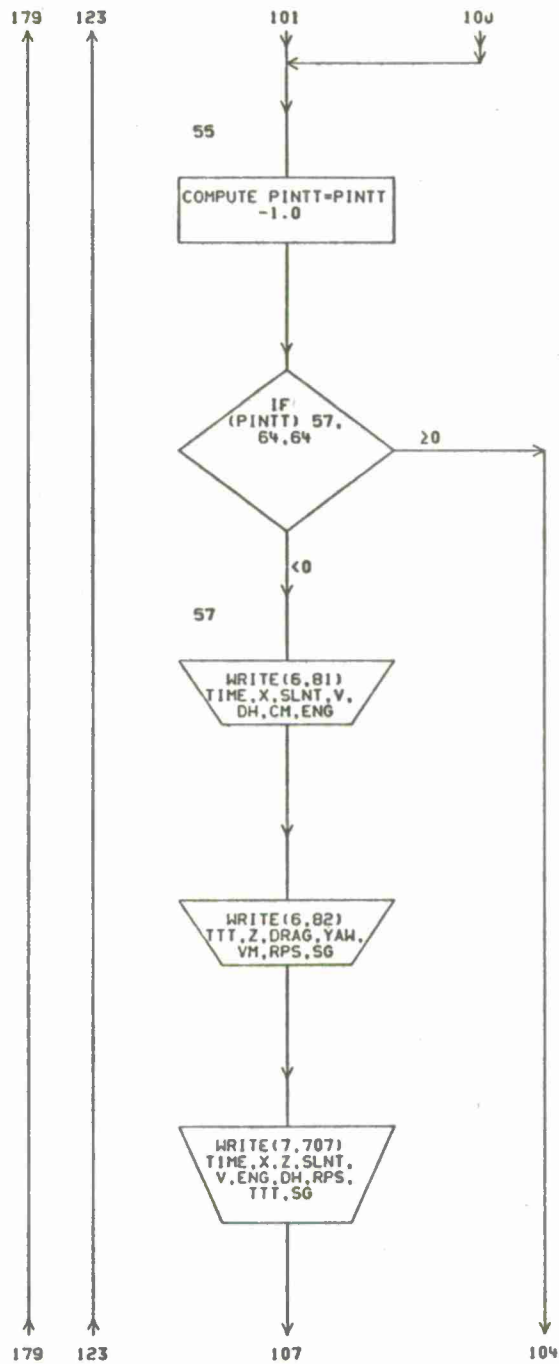 179 123 101 100
55
COMPUTE PINTT=PINTT
-1.0
IF
(PINTT) 57,
64,64
≥0
<0
57
WRITE(6,81)
TIME,X,SLNT,V,
DH,CM,ENG
WRITE(6,82)
TTT,Z,DRAG,YAW,
VM,RPS,SG
WRITE(7,707)
TIME,X,Z,SLNT,
V,ENG,DH,RPS,
TTT,SG
179 123 107 104